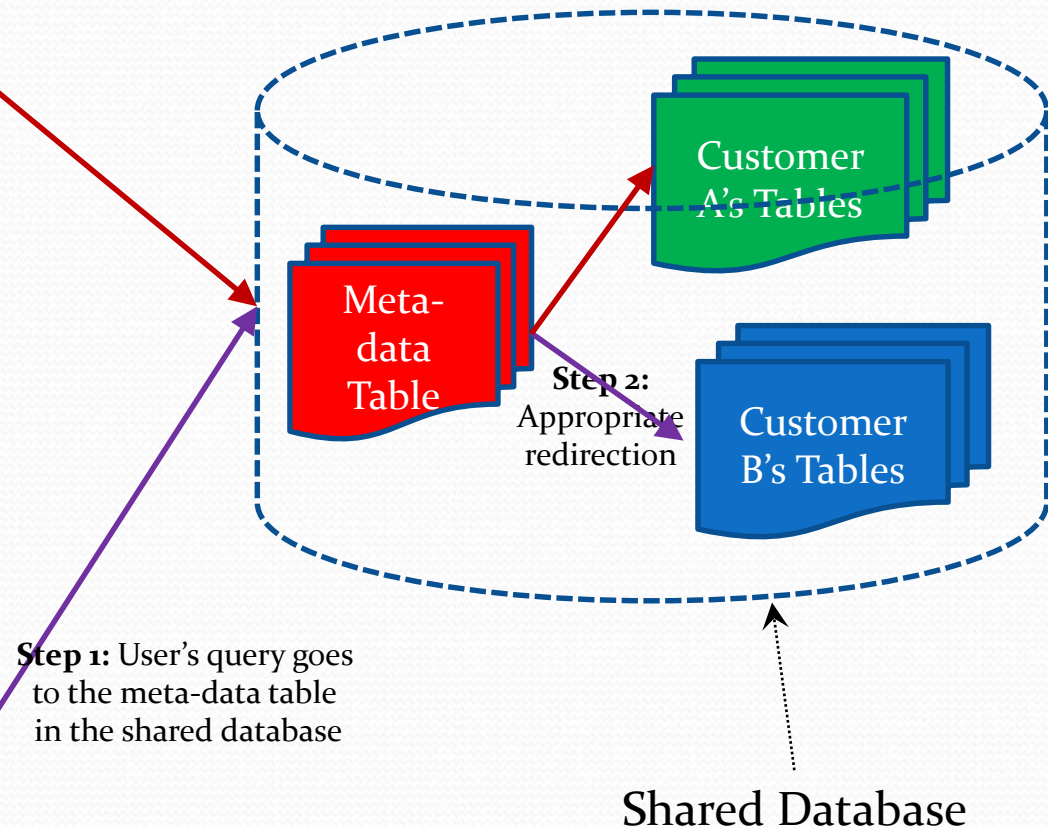 Customer
A's Tables
Meta-
data
Table
Step 2:
Appropriate
redirection
Customer
B's Tables
Step 1: User's query goes
to the meta-data table
in the shared database
Shared Database